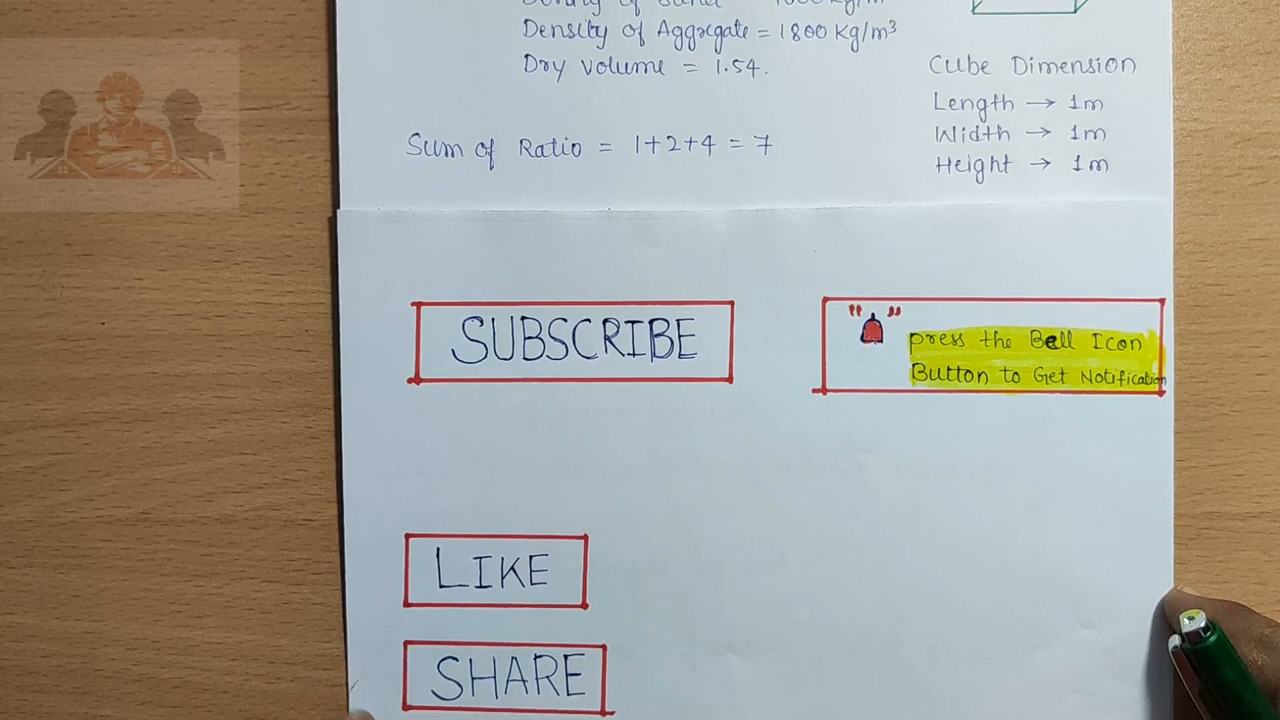 Density of Aggregate = 1800 Kg/m³
Dry volume = 1.54.
Sum of Ratio = 1+2+4 = 7
Cube Dimension
Length → 1m
Width → 1m
Height → 1m
SUBSCRIBE
" "
press the Bell Icon
Button to Get Notification
LIKE
SHARE